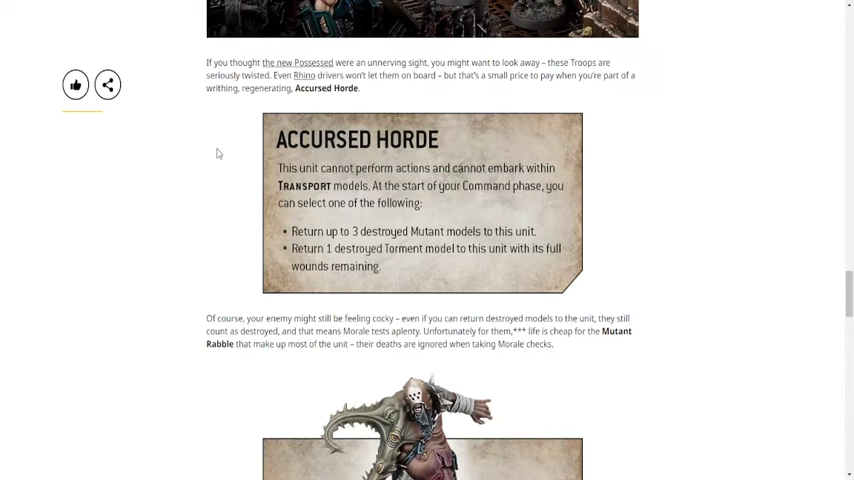 If you thought the new Possessed were an unnerving sight, you might want to look away – these Troops are
seriously twisted. Even Rhino drivers won't let them on board – but that's a small price to pay when you're part of a
writhing, regenerating, Accursed Horde.
ACCURSED HORDE
This unit cannot perform actions and cannot embark within
TRANSPORT models. At the start of your Command phase, you
can select one of the following:
• Return up to 3 destroyed Mutant models to this unit.
• Return 1 destroyed Torment model to this unit with its full
wounds remaining.
Of course, your enemy might still be feeling cocky – even if you can return destroyed models to the unit, they still
count as destroyed, and that means Morale tests aplenty. Unfortunately for them,*** life is cheap for the Mutant
Rabble that make up most of the unit – their deaths are ignored when taking Morale checks.